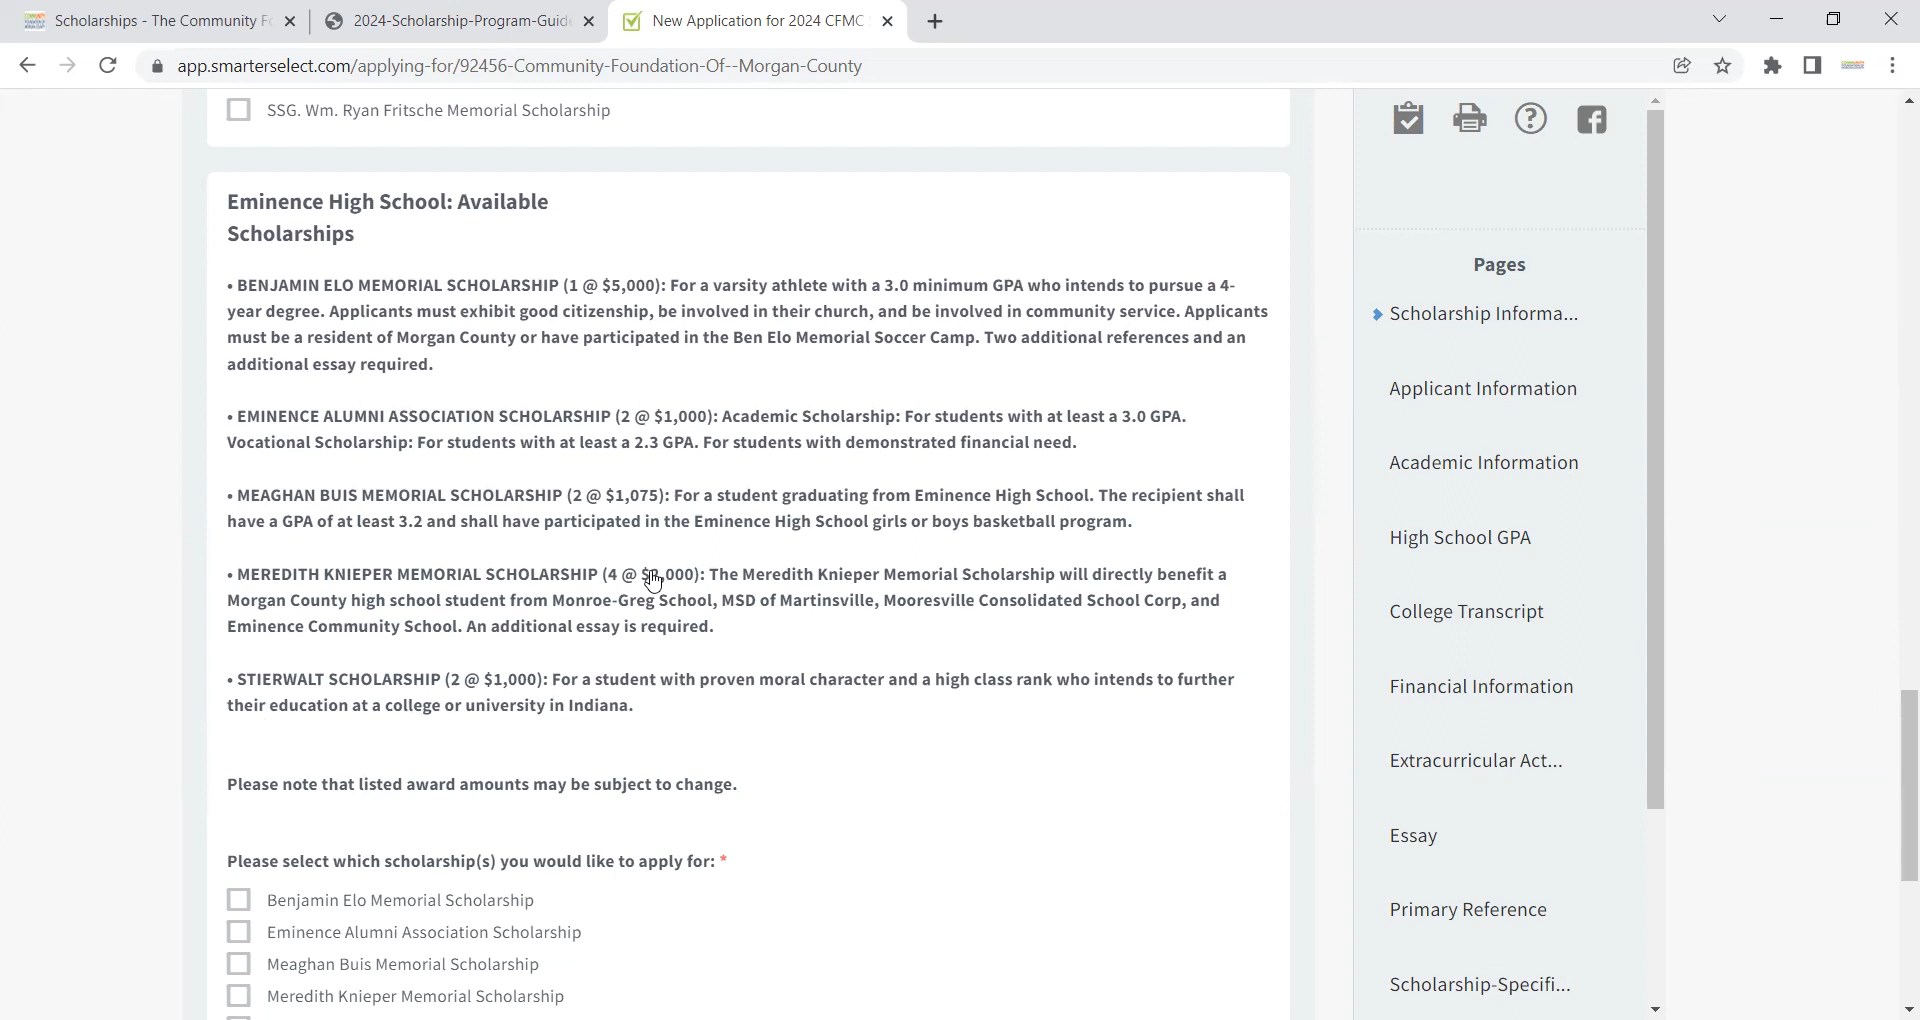 Scholarships - The Community F
2024-Scholarship-Program-Guide
New Application for 2024 CFMC
app.smarterselect.com/applying-for/92456-Community-Foundation-Of--Morgan-County
SSG. Wm. Ryan Fritsche Memorial Scholarship
Eminence High School: Available
Scholarships
• BENJAMIN ELO MEMORIAL SCHOLARSHIP (1 @ $5,000): For a varsity athlete with a 3.0 minimum GPA who intends to pursue a 4-
year degree. Applicants must exhibit good citizenship, be involved in their church, and be involved in community service. Applicants
must be a resident of Morgan County or have participated in the Ben Elo Memorial Soccer Camp. Two additional references and an
additional essay required.
• EMINENCE ALUMNI ASSOCIATION SCHOLARSHIP (2 @ $1,000): Academic Scholarship: For students with at least a 3.0 GPA.
Vocational Scholarship: For students with at least a 2.3 GPA. For students with demonstrated financial need.
• MEAGHAN BUIS MEMORIAL SCHOLARSHIP (2 @ $1,075): For a student graduating from Eminence High School. The recipient shall
have a GPA of at least 3.2 and shall have participated in the Eminence High School girls or boys basketball program.
• MEREDITH KNIEPER MEMORIAL SCHOLARSHIP (4 @ ,000): The Meredith Knieper Memorial Scholarship will directly benefit a
Morgan County high school student from Monroe-Greg School, MSD of Martinsville, Mooresville Consolidated School Corp, and
Eminence Community School. An additional essay is required.
• STIERWALT SCHOLARSHIP (2 @ $1,000): For a student with proven moral character and a high class rank who intends to further
their education at a college or university in Indiana.
Please note that listed award amounts may be subject to change.
Please select which scholarship(s) you would like to apply for: *
Benjamin Elo Memorial Scholarship
Eminence Alumni Association Scholarship
Meaghan Buis Memorial Scholarship
Meredith Knieper Memorial Scholarship
Pages
Scholarship Informa...
Applicant Information
Academic Information
High School GPA
College Transcript
Financial Information
Extracurricular Act...
Essay
Primary Reference
Scholarship-Specifi...